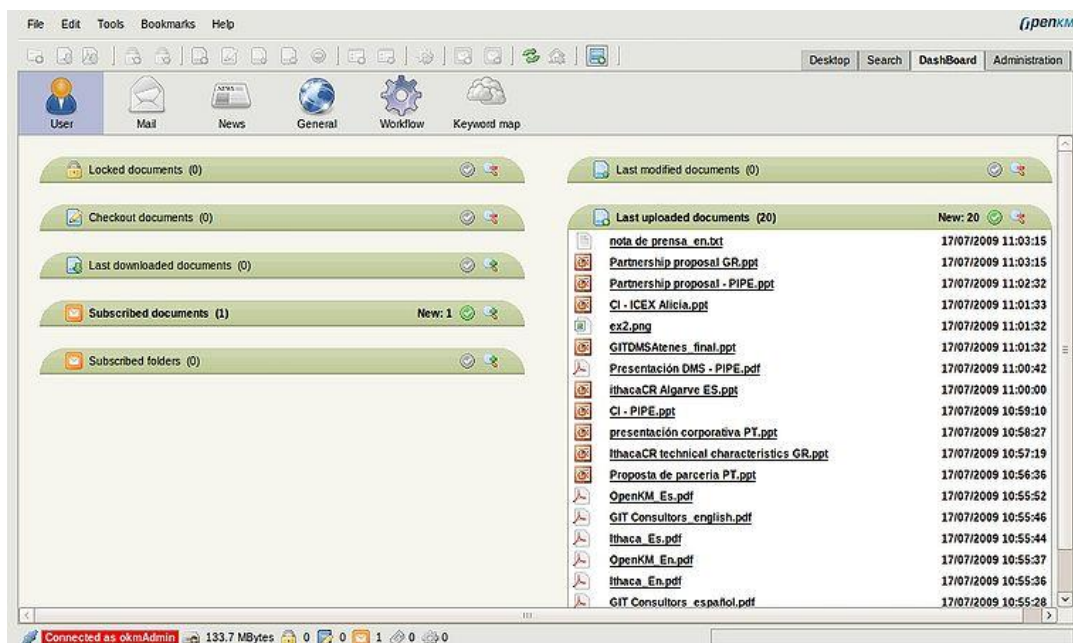 File Edit Tools Bookmarks Help
OpenKM
Desktop Search DashBoard Administration
NEWS
User Mail News General Workflow Keyword map
Locked documents (0)
Checkout documents (0)
Last downloaded documents (0)
Subscribed documents (1) New: 1
Subscribed folders (0)
Last modified documents (0)
Last uploaded documents (20) New: 20
nota de prensa_en.txt 17/07/2009 11:03:15
Partnership proposal GR.ppt 17/07/2009 11:03:15
Partnership proposal - PIPE.ppt 17/07/2009 11:02:32
CI - ICEX Alicia.ppt 17/07/2009 11:01:33
ex2.png 17/07/2009 11:01:32
GITDMSAtenes_final.ppt 17/07/2009 11:01:32
Presentación DMS - PIPE.pdf 17/07/2009 11:00:42
ithacaCR Algarve ES.ppt 17/07/2009 11:00:00
CI - PIPE.ppt 17/07/2009 10:59:10
presentación corporativa PT.ppt 17/07/2009 10:58:27
IthacaCR technical characteristics GR.ppt 17/07/2009 10:57:19
Proposta de parceria PT.ppt 17/07/2009 10:56:36
OpenKM_Es.pdf 17/07/2009 10:55:52
GIT Consultors_english.pdf 17/07/2009 10:55:46
Ithaca_Es.pdf 17/07/2009 10:55:44
OpenKM_En.pdf 17/07/2009 10:55:37
Ithaca_En.pdf 17/07/2009 10:55:36
GIT Consultors_español.pdf 17/07/2009 10:55:28
Connected as okmAdmin 133.7 MBytes 0 0 1 0 0